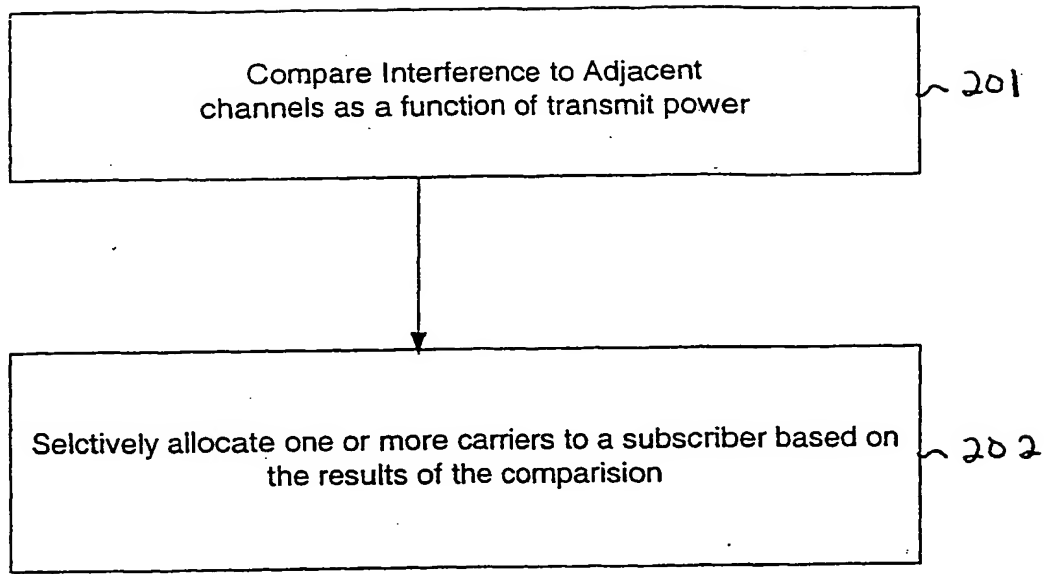 Compare Interference to Adjacent
channels as a function of transmit power
201
Selctively allocate one or more carriers to a subscriber based on
the results of the comparision
202